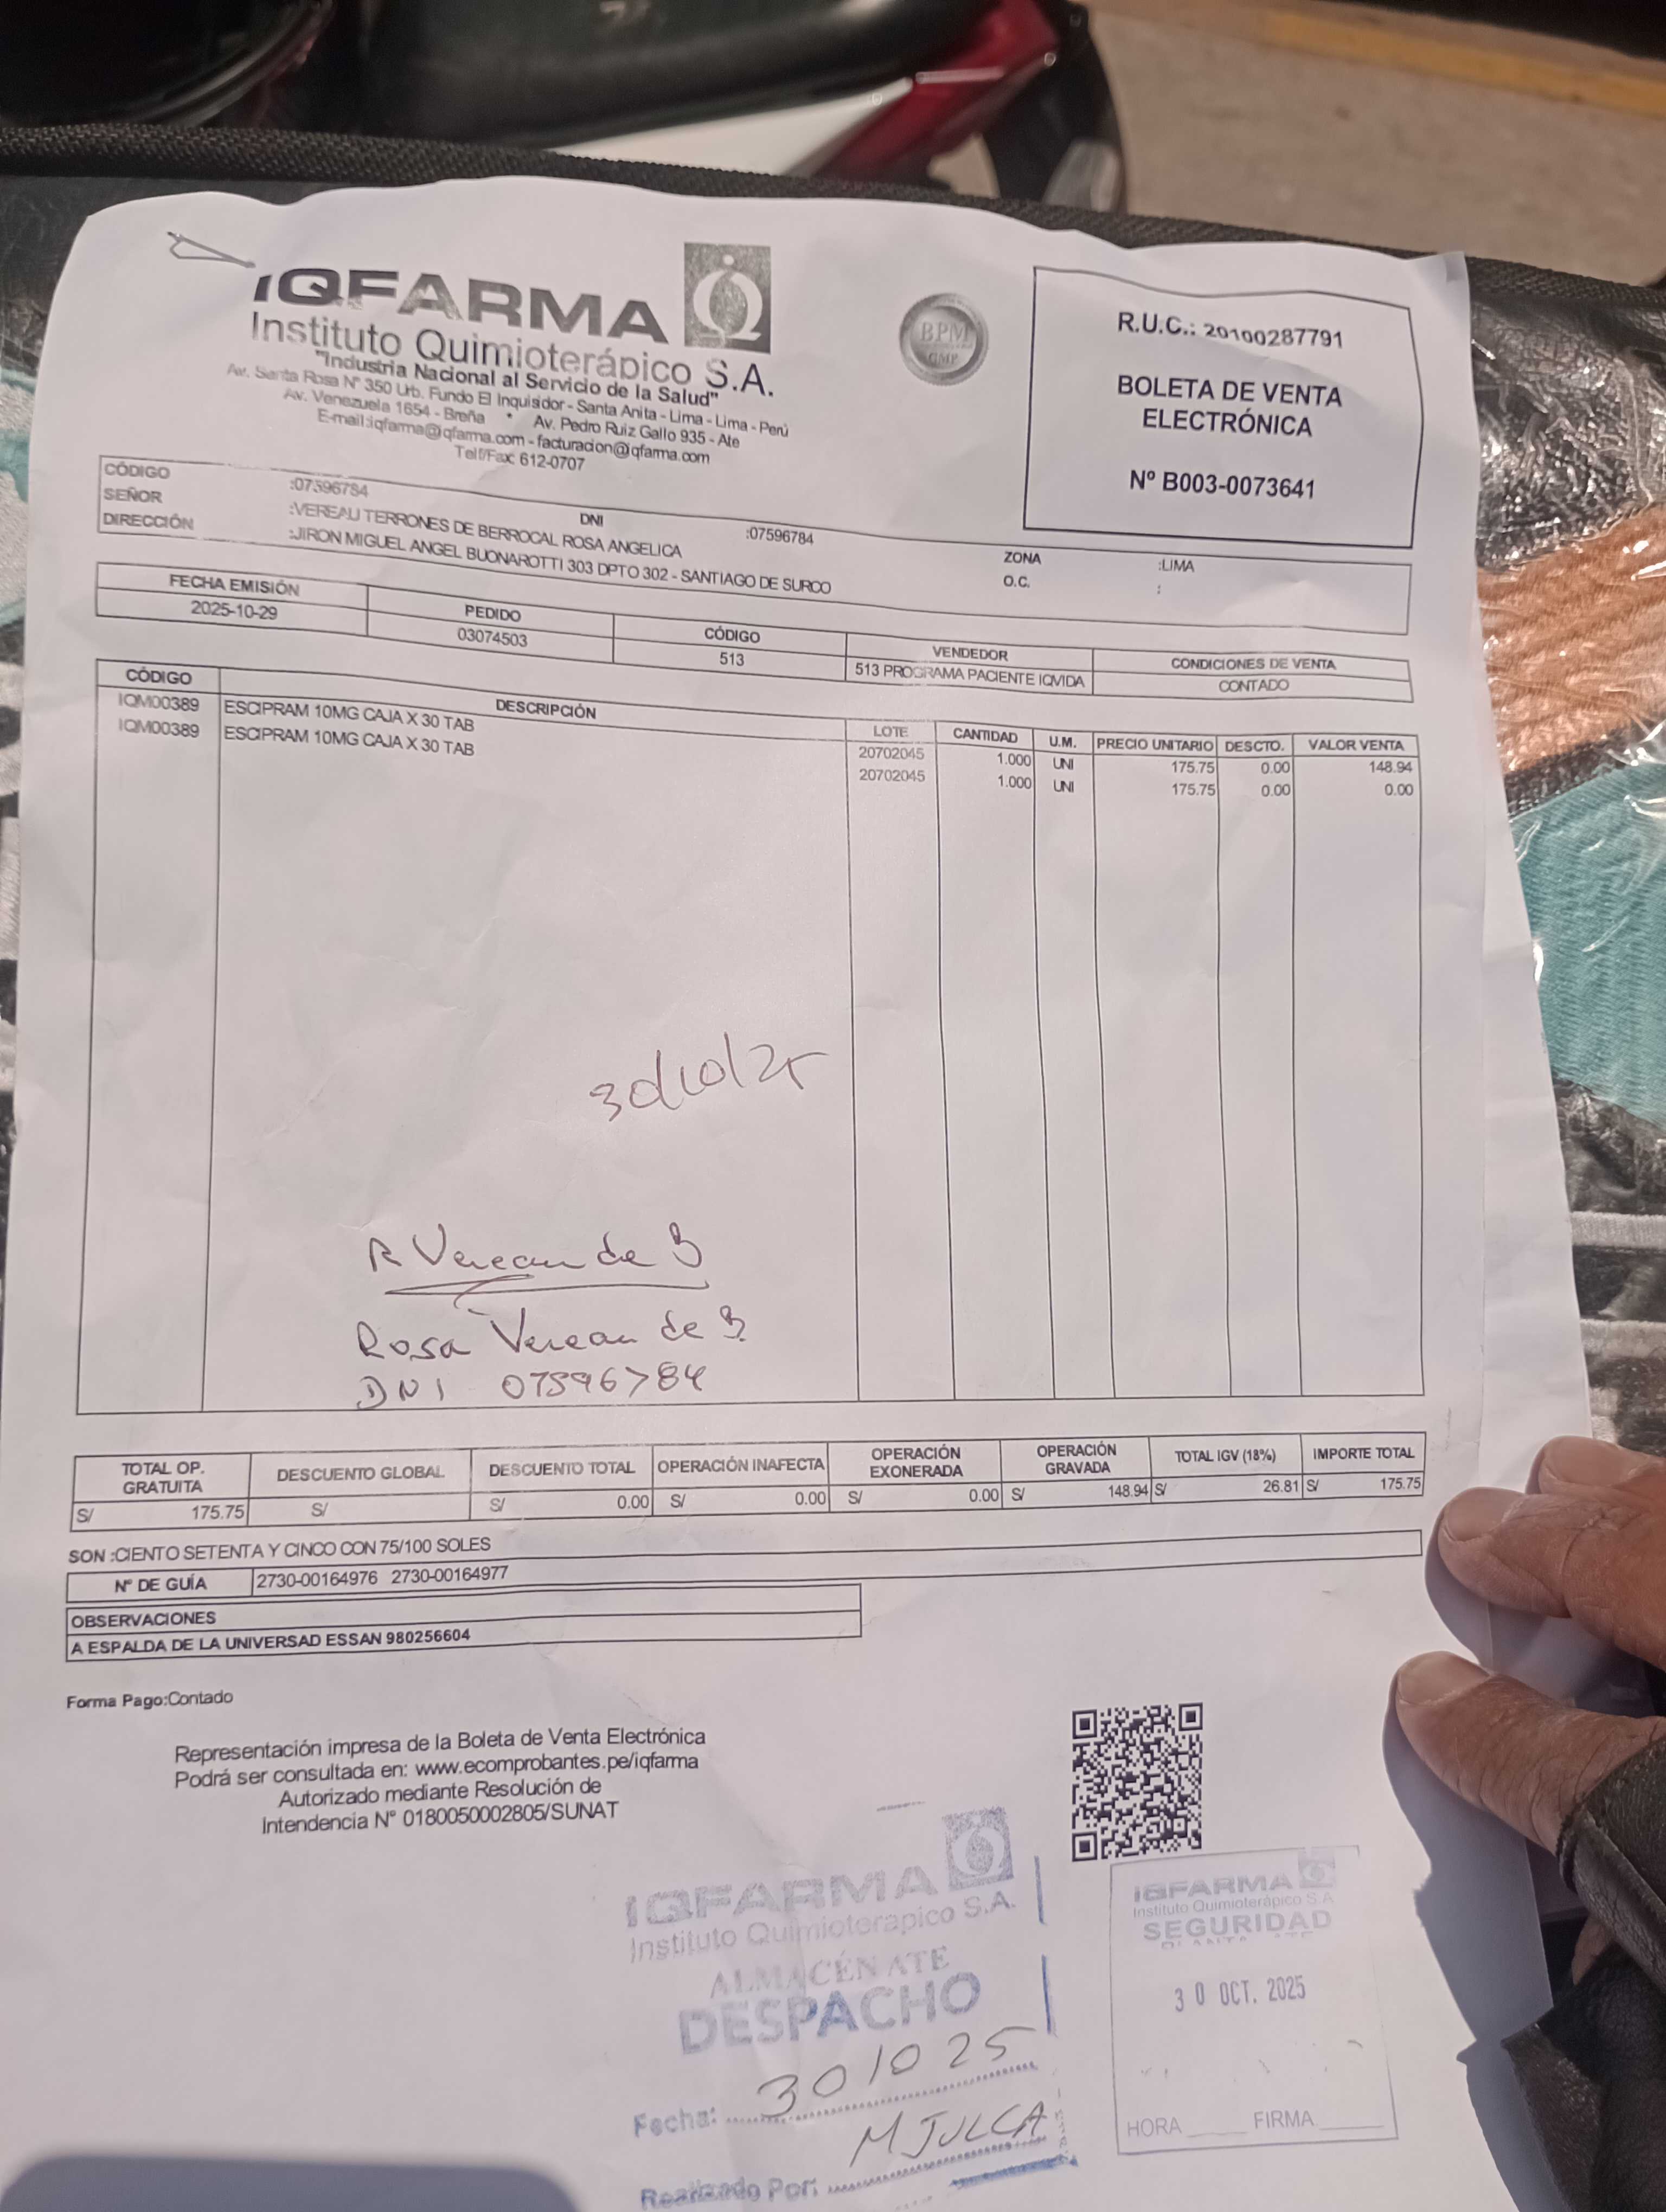 IQFARMA
Instituto Quimioterápico S.A.
"Industria Nacional al Servicio de la Salud"
Av. Santa Rosa N° 350 Urb. Fundo El Inquisidor - Santa Anita - Lima - Lima - Perú
Av. Venezuela 1654 - Breña * Av. Pedro Ruiz Gallo 935 - Ate
E-mail:iqfarma@iqfarma.com - facturacion@iqfarma.com
Telf/Fax: 612-0707
BPM
GMP
R.U.C.: 20100287791
BOLETA DE VENTA
ELECTRÓNICA
N° B003-0073641
CÓDIGO :07596784 DNI :07596784 ZONA :LIMA
SEÑOR :VEREAU TERRONES DE BERROCAL ROSA ANGELICA O.C. :
DIRECCIÓN :JIRON MIGUEL ANGEL BUONAROTTI 303 DPTO 302 - SANTIAGO DE SURCO
FECHA EMISIÓN PEDIDO CÓDIGO VENDEDOR CONDICIONES DE VENTA
2025-10-29 03074503 513 513 PROGRAMA PACIENTE IQVIDA CONTADO
CÓDIGO DESCRIPCIÓN LOTE CANTIDAD U.M. PRECIO UNITARIO DESCTO. VALOR VENTA
IQM00389 ESCIPRAM 10MG CAJA X 30 TAB 20702045 1.000 UNI 175.75 0.00 148.94
IQM00389 ESCIPRAM 10MG CAJA X 30 TAB 20702045 1.000 UNI 175.75 0.00 0.00
30/10/25
R Vereau de B
Rosa Vereau de B
DNI 07596784
TOTAL OP. GRATUITA DESCUENTO GLOBAL DESCUENTO TOTAL OPERACIÓN INAFECTA OPERACIÓN EXONERADA OPERACIÓN GRAVADA TOTAL IGV (18%) IMPORTE TOTAL
S/ 175.75 S/ S/ 0.00 S/ 0.00 S/ 0.00 S/ 148.94 S/ 26.81 S/ 175.75
SON :CIENTO SETENTA Y CINCO CON 75/100 SOLES
N° DE GUÍA 2730-00164976 2730-00164977
OBSERVACIONES
A ESPALDA DE LA UNIVERSAD ESSAN 980256604
Forma Pago:Contado
Representación impresa de la Boleta de Venta Electrónica
Podrá ser consultada en: www.ecomprobantes.pe/iqfarma
Autorizado mediante Resolución de
Intendencia N° 0180050002805/SUNAT
IQFARMA
Instituto Quimioterapico S.A.
ALMACÉN ATE
DESPACHO
Fecha: 30 10 25
M JULCA
Realizado Por:
IQFARMA
Instituto Quimioterápico S.A
SEGURIDAD
30 OCT. 2025
HORA FIRMA